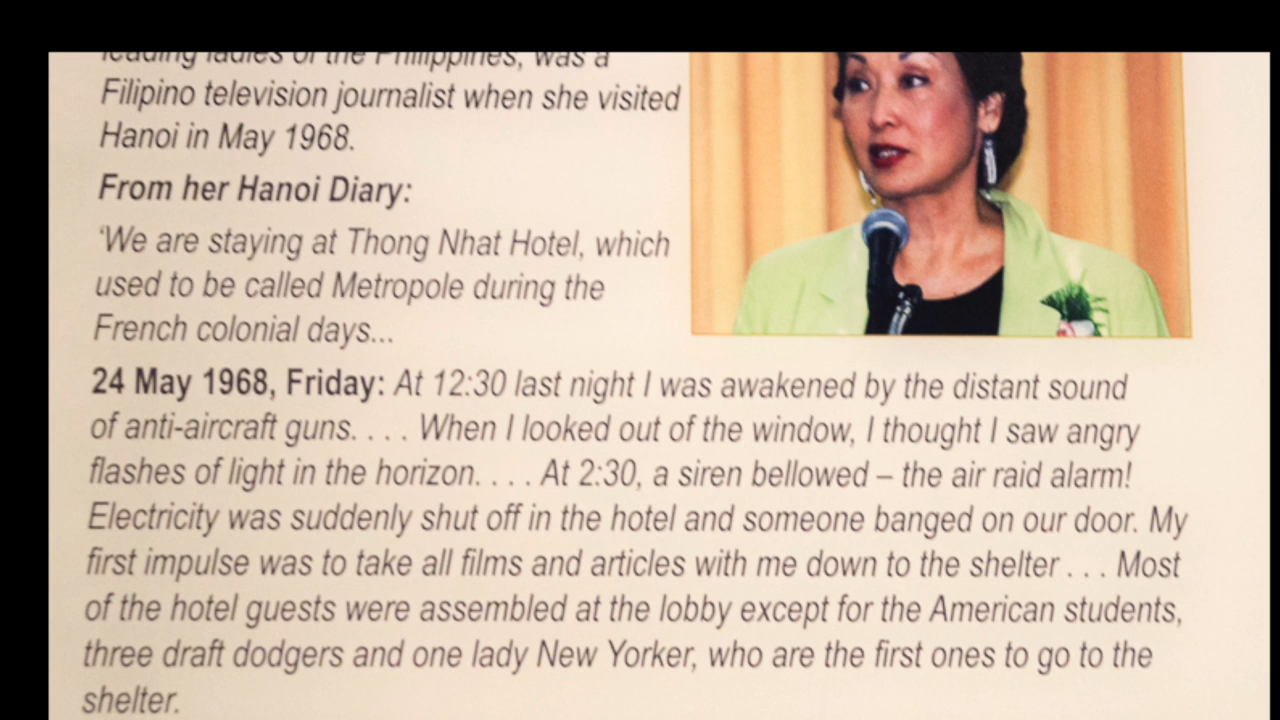 leading ladies of the Philippines, was a
Filipino television journalist when she visited
Hanoi in May 1968.
From her Hanoi Diary:
‘We are staying at Thong Nhat Hotel, which
used to be called Metropole during the
French colonial days...
24 May 1968, Friday: At 12:30 last night I was awakened by the distant sound
of anti-aircraft guns. . . . When I looked out of the window, I thought I saw angry
flashes of light in the horizon. . . . At 2:30, a siren bellowed – the air raid alarm!
Electricity was suddenly shut off in the hotel and someone banged on our door. My
first impulse was to take all films and articles with me down to the shelter . . . Most
of the hotel guests were assembled at the lobby except for the American students,
three draft dodgers and one lady New Yorker, who are the first ones to go to the
shelter.